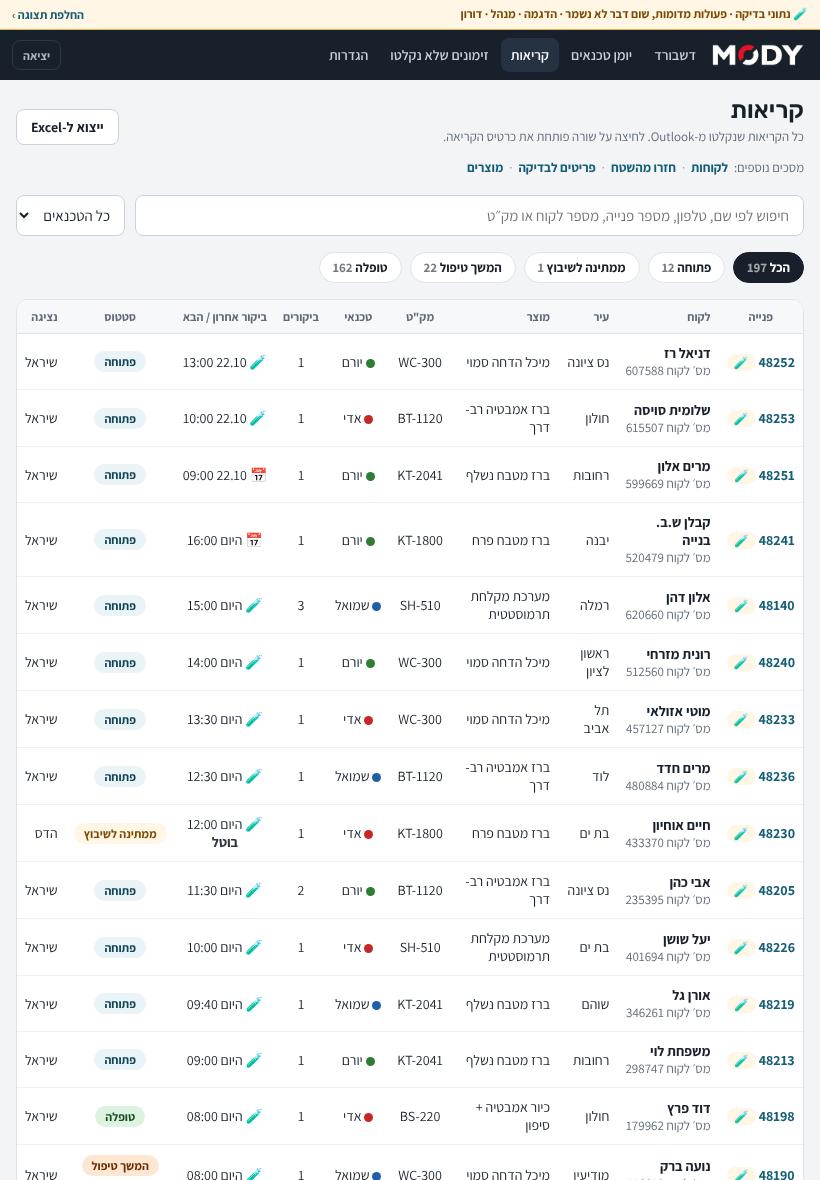 🧪 נתוני בדיקה · פעולות מדומות, שום דבר לא נשמר · הדגמה · מנהל · דורון
החלפת תצוגה ›
MODY
דשבורד
יומן טכנאים
קריאות
זימונים שלא נקלטו
הגדרות
יציאה
קריאות
כל הקריאות שנקלטו מ-Outlook. לחיצה על שורה פותחת את כרטיס הקריאה.
ייצוא ל-Excel
מסכים נוספים: לקוחות · חזרו מהשטח · פריטים לבדיקה · מוצרים
חיפוש לפי שם, טלפון, מספר פנייה, מספר לקוח או מק״ט
כל הטכנאים
הכל 197
פתוחה 12
ממתינה לשיבוץ 1
המשך טיפול 22
טופלה 162
פנייה לקוח עיר מוצר מק"ט טכנאי ביקורים ביקור אחרון / הבא סטטוס נציגה
48252 🧪 דניאל רז נס ציונה מיכל הדחה סמוי WC-300 יורם 1 🧪 22.10 13:00 פתוחה שיראל
מס׳ לקוח 607588
48253 🧪 שלומית סויסה חולון ברז אמבטיה רב- BT-1120 אדי 1 🧪 22.10 10:00 פתוחה שיראל
מס׳ לקוח 615507 דרך
48251 🧪 מרים אלון רחובות ברז מטבח נשלף KT-2041 יורם 1 📅 22.10 09:00 פתוחה שיראל
מס׳ לקוח 599669
48241 🧪 קבלן ש.ב. יבנה ברז מטבח פרח KT-1800 יורם 1 📅 היום 16:00 פתוחה שיראל
בנייה
מס׳ לקוח 520479
48140 🧪 אלון דהן רמלה מערכת מקלחת SH-510 שמואל 3 🧪 היום 15:00 פתוחה שיראל
מס׳ לקוח 620660 תרמוסטטית
48240 🧪 רונית מזרחי ראשון מיכל הדחה סמוי WC-300 יורם 1 🧪 היום 14:00 פתוחה שיראל
מס׳ לקוח 512560 לציון
48233 🧪 מוטי אזולאי תל מיכל הדחה סמוי WC-300 אדי 1 🧪 היום 13:30 פתוחה שיראל
מס׳ לקוח 457127 אביב
48236 🧪 מרים חדד לוד ברז אמבטיה רב- BT-1120 שמואל 1 🧪 היום 12:30 פתוחה שיראל
מס׳ לקוח 480884 דרך
48230 🧪 חיים אוחיון בת ים ברז מטבח פרח KT-1800 אדי 1 🧪 היום 12:00 ממתינה לשיבוץ הדס
מס׳ לקוח 433370 בוטל
48205 🧪 אבי כהן נס ציונה ברז אמבטיה רב- BT-1120 יורם 2 🧪 היום 11:30 פתוחה שיראל
מס׳ לקוח 235395 דרך
48226 🧪 יעל שושן בת ים מערכת מקלחת SH-510 אדי 1 🧪 היום 10:00 פתוחה שיראל
מס׳ לקוח 401694 תרמוסטטית
48219 🧪 אורן גל שוהם ברז מטבח נשלף KT-2041 שמואל 1 🧪 היום 09:40 פתוחה שיראל
מס׳ לקוח 346261
48213 🧪 משפחת לוי רחובות ברז מטבח נשלף KT-2041 יורם 1 🧪 היום 09:00 פתוחה שיראל
מס׳ לקוח 298747
48198 🧪 דוד פרץ חולון כיור אמבטיה + BS-220 אדי 1 🧪 היום 08:00 טופלה שיראל
מס׳ לקוח 179962 סיפון
48190 🧪 נועה ברק מודיעין מיכל הדחה סמוי WC-300 שמואל 1 🧪 היום 08:00 המשך טיפול שיראל